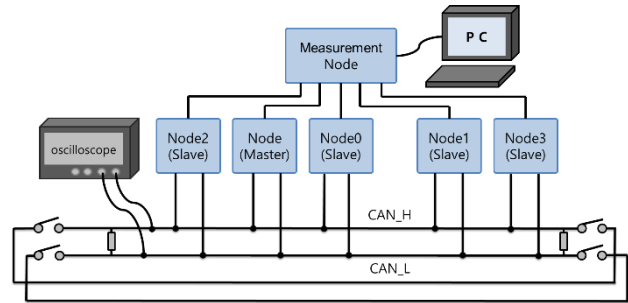 P C
Measurement
Node
oscilloscope
Node2
(Slave)
Node
(Master)
Node0
(Slave)
Node1
(Slave)
Node3
(Slave)
CAN_H
CAN_L